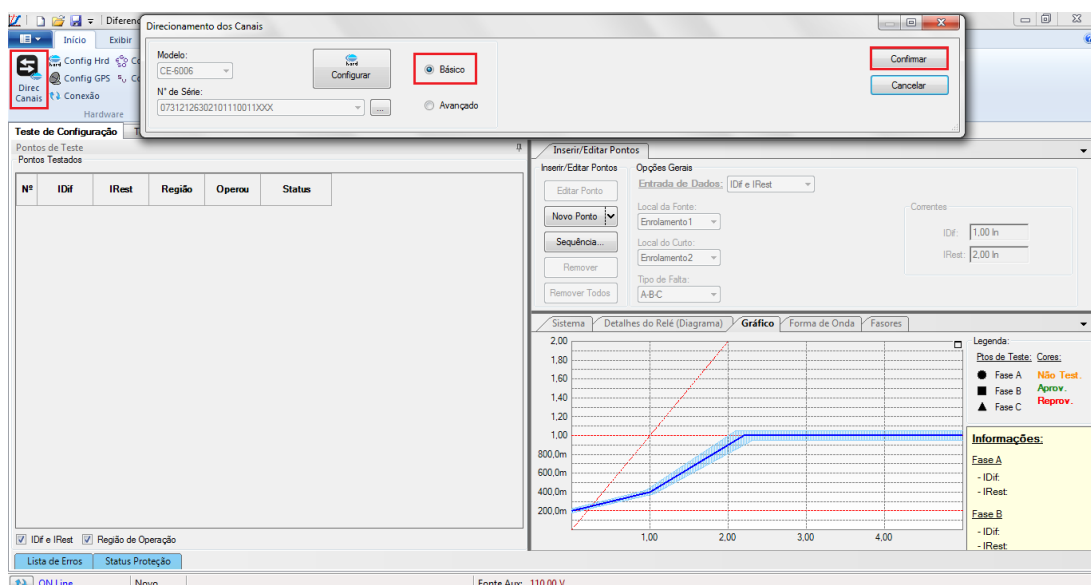 Diferenc
Direcionamento dos Canais
Início
Exibir
Direc
Canais
Config Hrd
Config GPS
Conexão
Hardware
Modelo:
CE-6006
N° de Série:
07312126302101110011XXX
...
Configurar
Básico
Avançado
Confirmar
Cancelar
Teste de Configuração
Pontos de Teste
Pontos Testados
Nº IDif IRest Região Operou Status
IDif e IRest Região de Operação
Lista de Erros Status Proteção
Inserir/Editar Pontos
Inserir/Editar Pontos
Editar Ponto
Novo Ponto
Sequência...
Remover
Remover Todos
Opções Gerais
Entrada de Dados: IDif e IRest
Local da Fonte:
Enrolamento1
Local do Curto:
Enrolamento2
Tipo de Falta:
A-B-C
Correntes
IDif: 1,00 In
IRest: 2,00 In
Sistema Detalhes do Relé (Diagrama) Gráfico Forma de Onda Fasores
2,00
1,80
1,60
1,40
1,20
1,00
800,0m
600,0m
400,0m
200,0m
1,00 2,00 3,00 4,00
Legenda:
Ptos de Teste: Cores:
Fase A Não Test.
Fase B Aprov.
Fase C Reprov.
Informações:
Fase A
- IDif:
- IRest:
Fase B
- IDif:
- IRest:
ON Line Novo Fonte Aux: 110,00 V